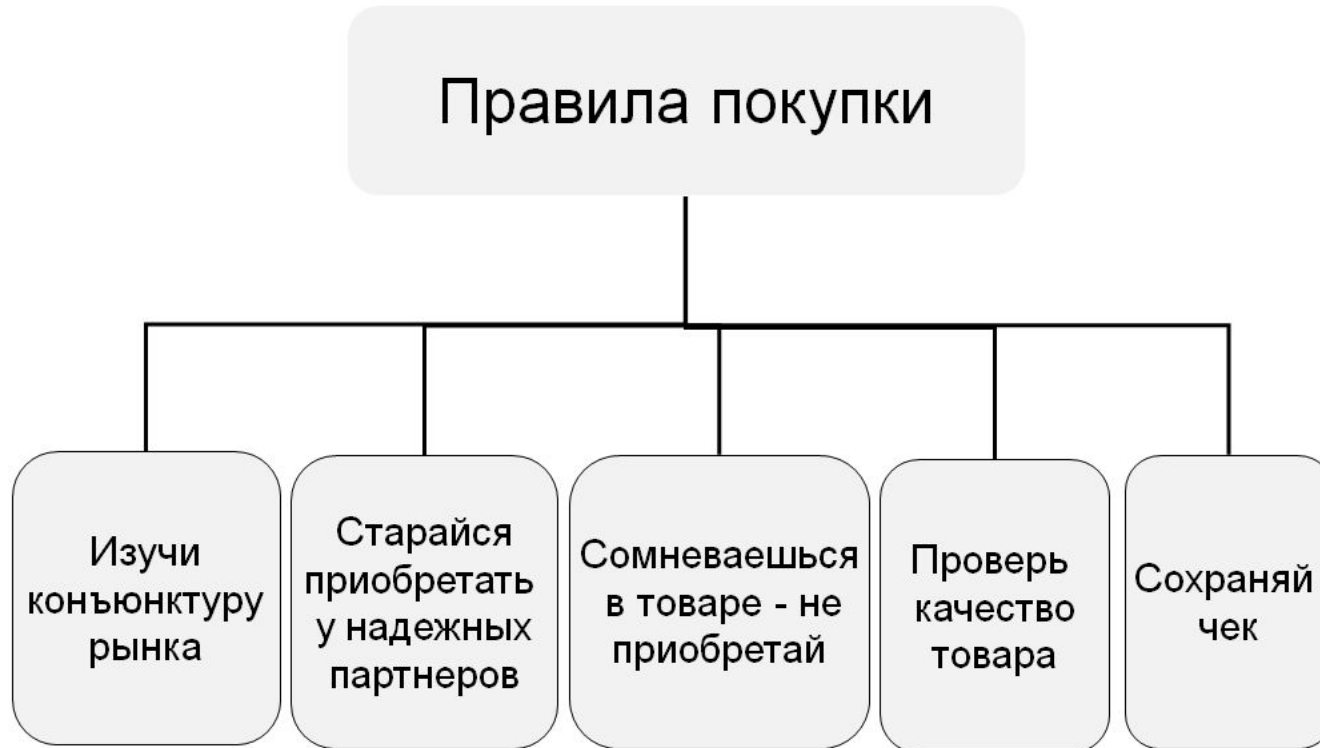 Правила покупки
Изучи
конъюнктуру
рынка
Старайся
приобретать
у надежных
партнеров
Сомневаешься
в товаре - не
приобретай
Проверь
качество
товара
Сохраняй
чек